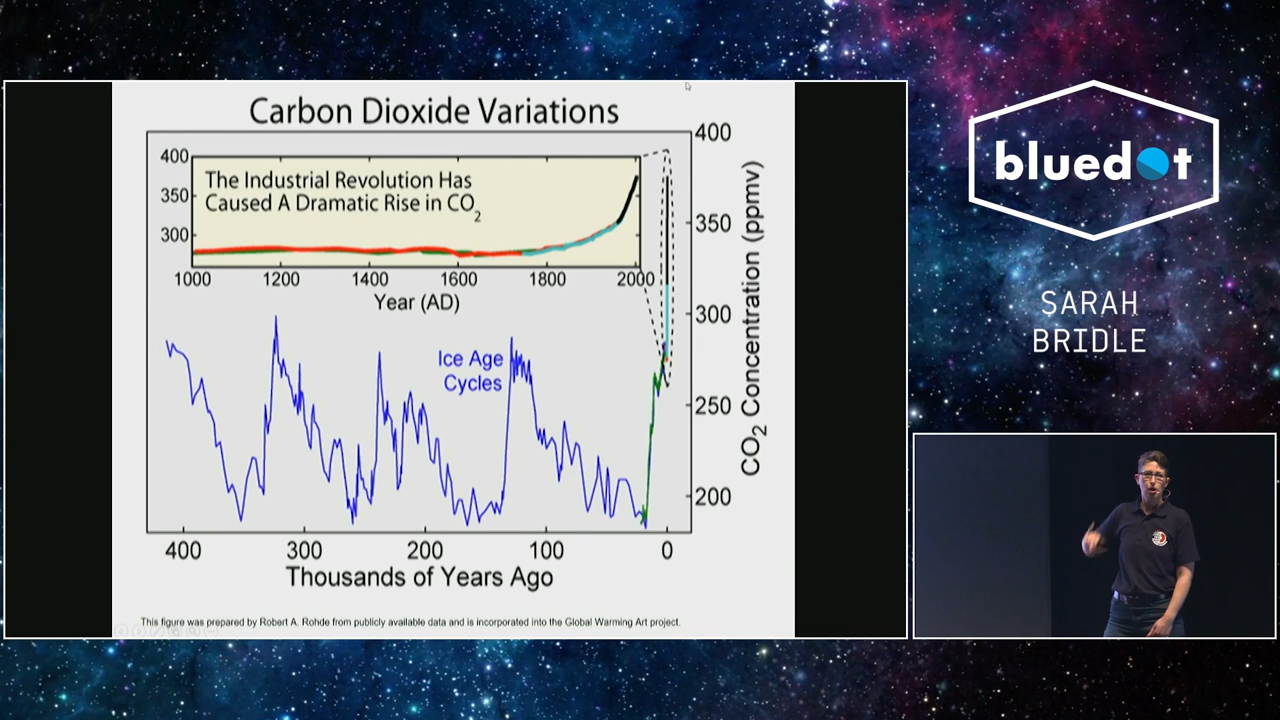 Carbon Dioxide Variations
400
350
300
The Industrial Revolution Has
Caused A Dramatic Rise in CO2
1000 1200 1400 1600 1800 2000
Year (AD)
Ice Age
Cycles
400
350
300
250
200
CO2 Concentration (ppmv)
400 300 200 100 0
Thousands of Years Ago
This figure was prepared by Robert A. Rohde from publicly available data and is incorporated into the Global Warming Art project.
bluedot
SARAH
BRIDLE